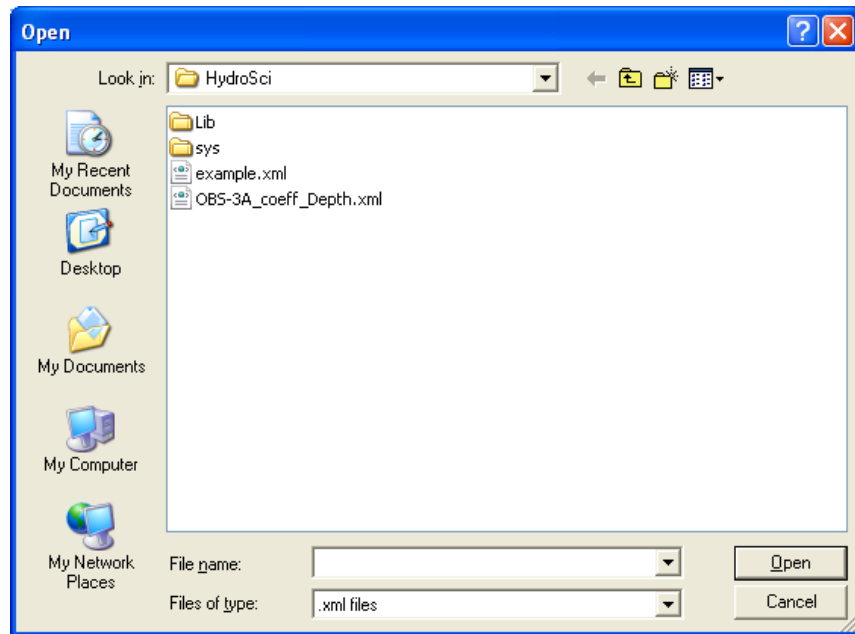 Open
Look in: HydroSci
Lib
sys
example.xml
OBS-3A_coeff_Depth.xml
My Recent
Documents
Desktop
My Documents
My Computer
My Network
Places
File name:
Open
Files of type: .xml files
Cancel